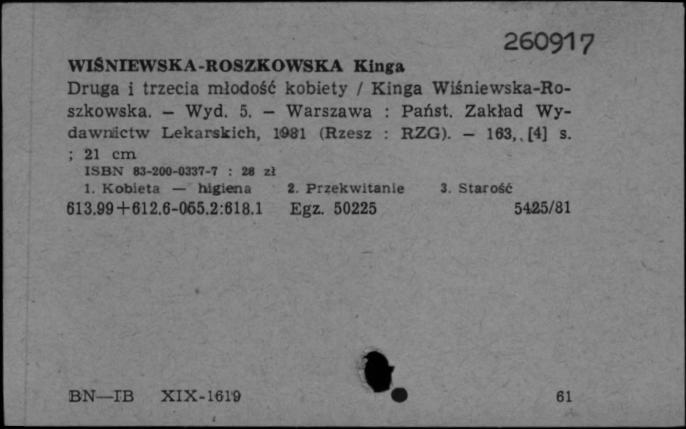 260917
WIŚNIEWSKA-ROSZKOWSKA Kinga
Druga i trzecia młodość kobiety / Kinga Wiśniewska-Ro-
szkowska. — Wyd. 5. — Warszawa : Państ. Zakład Wy-
dawnictw Lekarskich, 1981 (Rzesz : RZG). — 163, [4] s.
; 21 cm
ISBN 83-200-0337-7 : 28 zł
1. Kobieta — higiena 2. Przekwitanie 3. Starość
613.99+612.6-055.2:618.1 Egz. 50225 5425/81
BN—IB XIX-1619 61